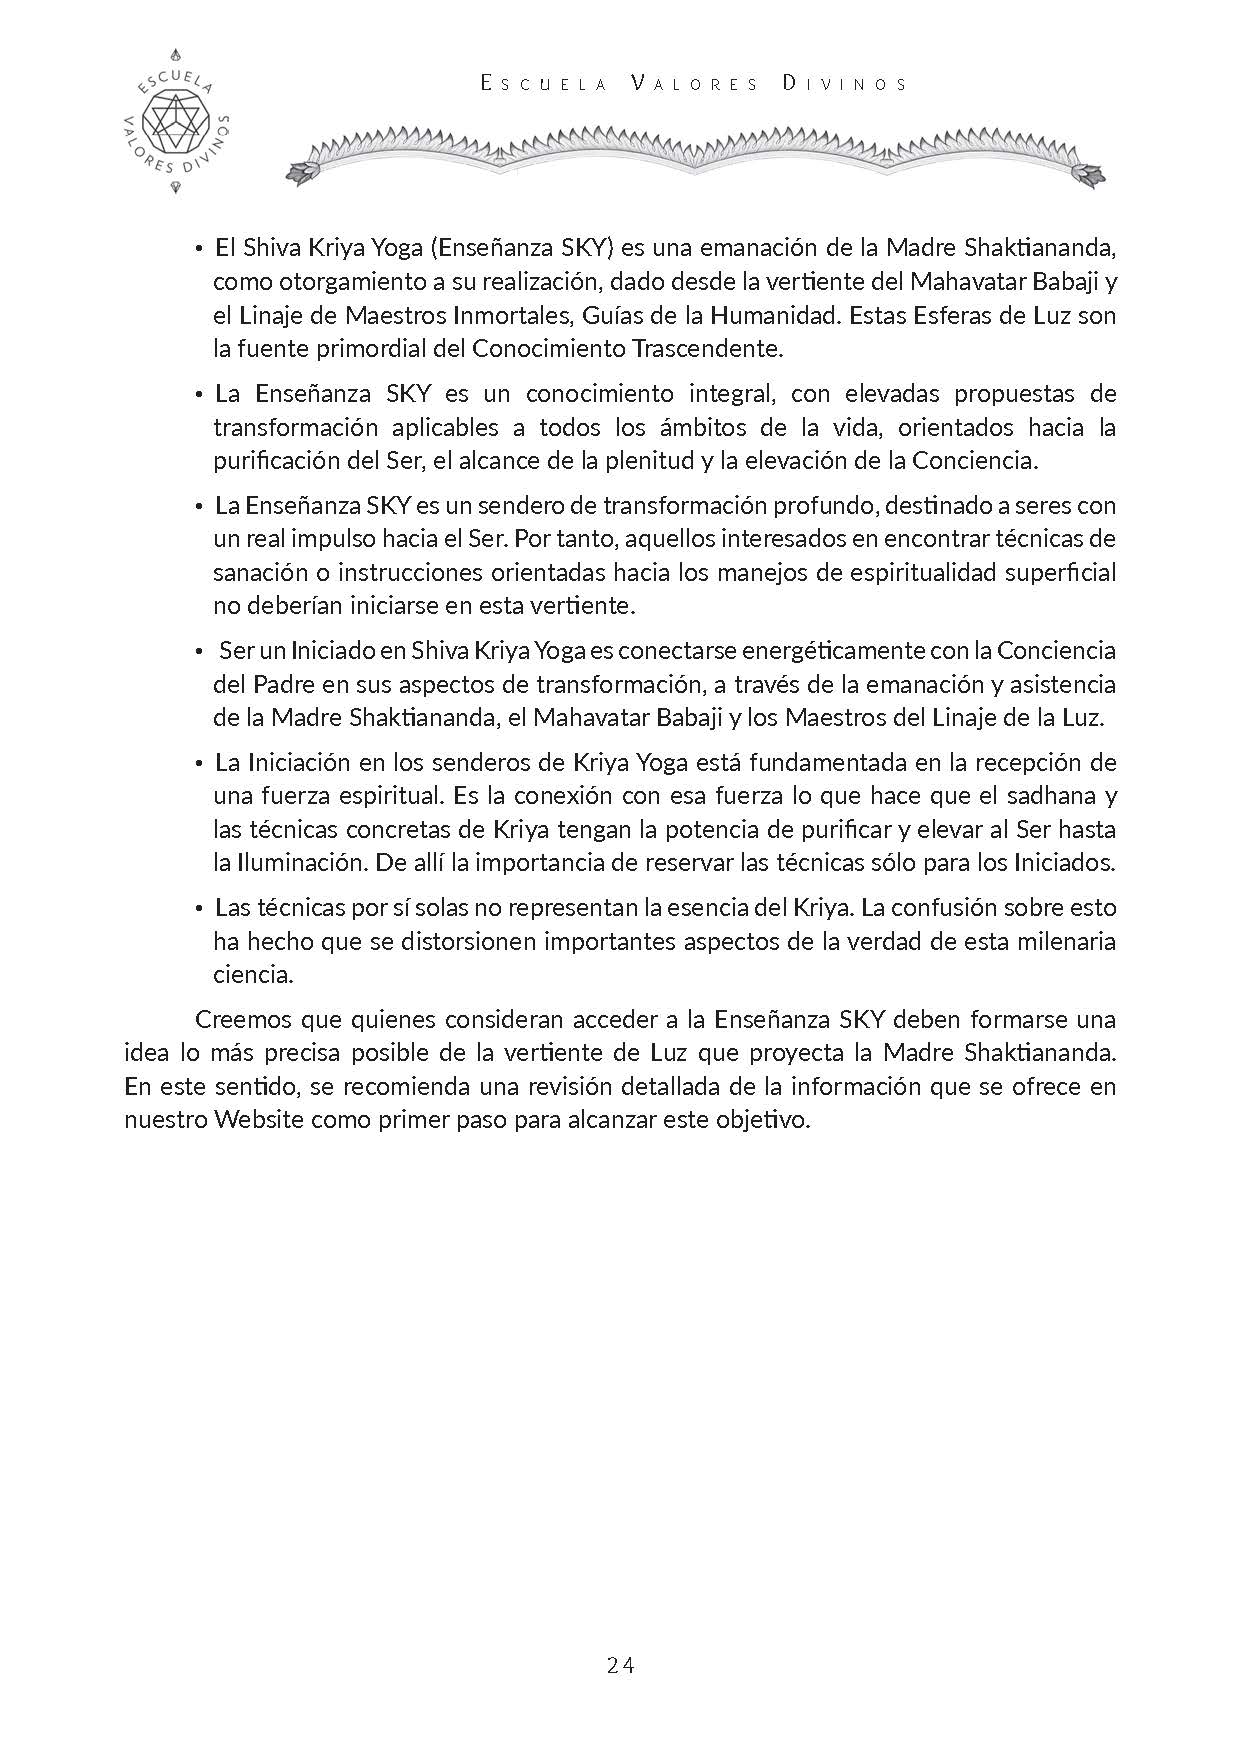 ESCUELA VALORES DIVINOS
ESCUELA
VALORES DIVINOS
• El Shiva Kriya Yoga (Enseñanza SKY) es una emanación de la Madre Shaktiananda,
como otorgamiento a su realización, dado desde la vertiente del Mahavatar Babaji y
el Linaje de Maestros Inmortales, Guías de la Humanidad. Estas Esferas de Luz son
la fuente primordial del Conocimiento Trascendente.
• La Enseñanza SKY es un conocimiento integral, con elevadas propuestas de
transformación aplicables a todos los ámbitos de la vida, orientados hacia la
purificación del Ser, el alcance de la plenitud y la elevación de la Conciencia.
• La Enseñanza SKY es un sendero de transformación profundo, destinado a seres con
un real impulso hacia el Ser. Por tanto, aquellos interesados en encontrar técnicas de
sanación o instrucciones orientadas hacia los manejos de espiritualidad superficial
no deberían iniciarse en esta vertiente.
• Ser un Iniciado en Shiva Kriya Yoga es conectarse energéticamente con la Conciencia
del Padre en sus aspectos de transformación, a través de la emanación y asistencia
de la Madre Shaktiananda, el Mahavatar Babaji y los Maestros del Linaje de la Luz.
• La Iniciación en los senderos de Kriya Yoga está fundamentada en la recepción de
una fuerza espiritual. Es la conexión con esa fuerza lo que hace que el sadhana y
las técnicas concretas de Kriya tengan la potencia de purificar y elevar al Ser hasta
la Iluminación. De allí la importancia de reservar las técnicas sólo para los Iniciados.
• Las técnicas por sí solas no representan la esencia del Kriya. La confusión sobre esto
ha hecho que se distorsionen importantes aspectos de la verdad de esta milenaria
ciencia.
Creemos que quienes consideran acceder a la Enseñanza SKY deben formarse una
idea lo más precisa posible de la vertiente de Luz que proyecta la Madre Shaktiananda.
En este sentido, se recomienda una revisión detallada de la información que se ofrece en
nuestro Website como primer paso para alcanzar este objetivo.
24